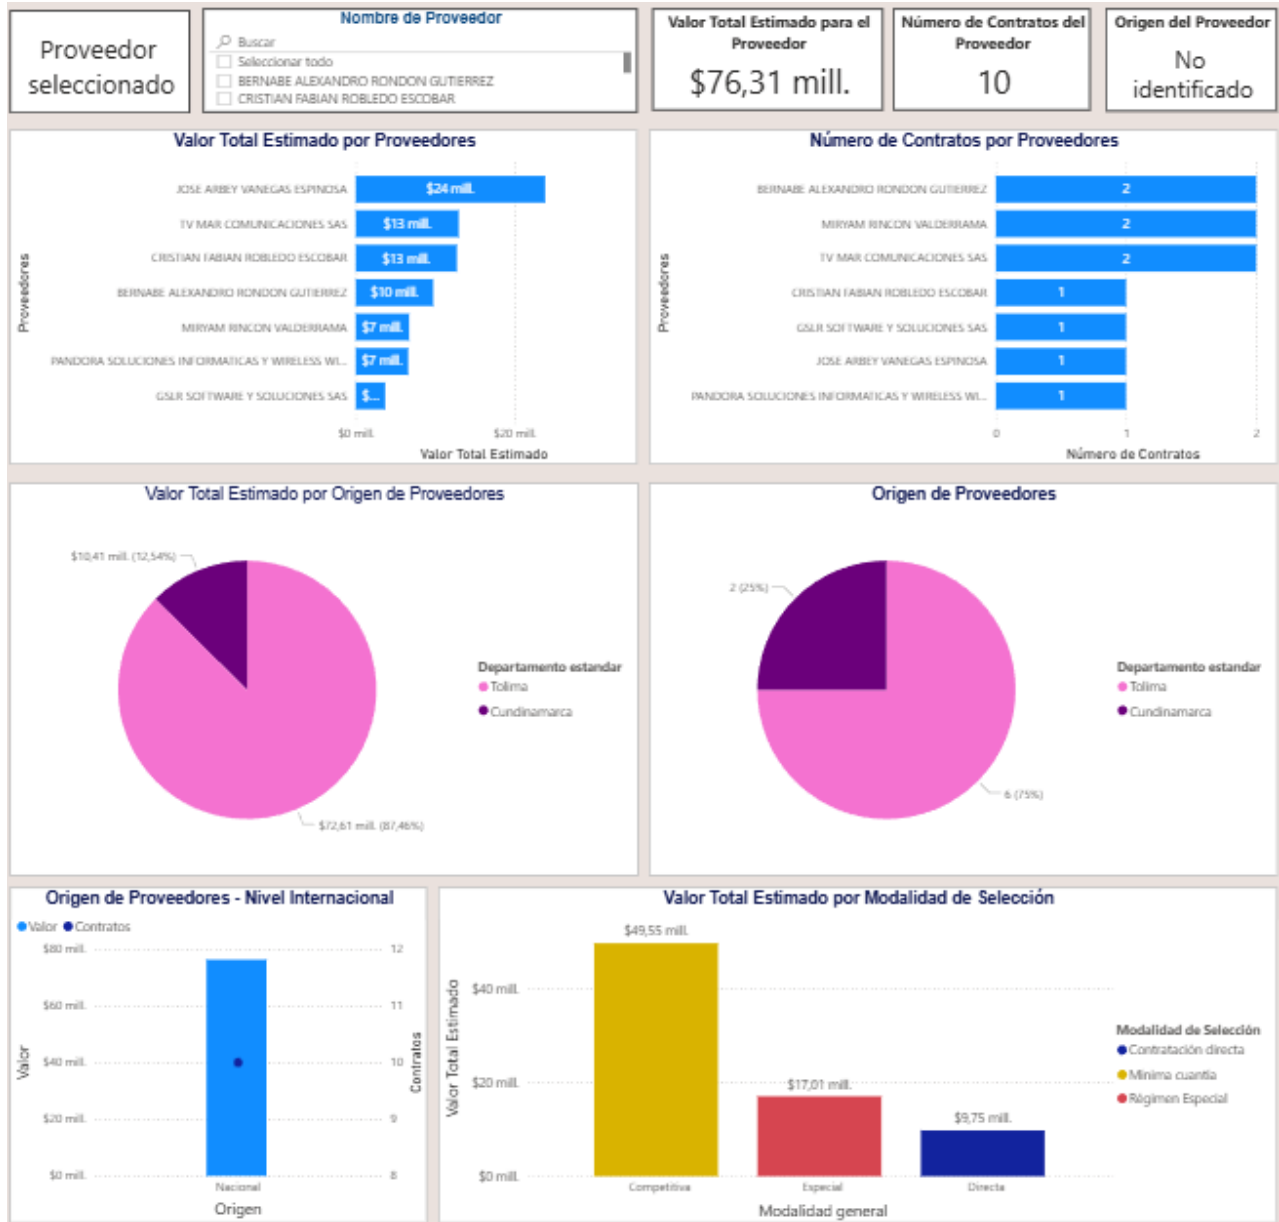 Proveedor
seleccionado
Nombre de Proveedor
Buscar
Seleccionar todo
BERNABE ALEXANDRO RONDON GUTIERREZ
CRISTIAN FABIAN ROBLEDO ESCOBAR
Valor Total Estimado para el
Proveedor
$76,31 mill.
Número de Contratos del
Proveedor
10
Origen del Proveedor
No
identificado
Valor Total Estimado por Proveedores
Proveedores
JOSE ARBEY VANEGAS ESPINOSA $24 mill.
TV MAR COMUNICACIONES SAS $13 mill.
CRISTIAN FABIAN ROBLEDO ESCOBAR $13 mill.
BERNABE ALEXANDRO RONDON GUTIERREZ $10 mill.
MIRYAM RINCON VALDERRAMA $7 mill.
PANDORA SOLUCIONES INFORMATICAS Y WIRELESS WI... $7 mill.
GSLR SOFTWARE Y SOLUCIONES SAS $...
$0 mill. $20 mill.
Valor Total Estimado
Número de Contratos por Proveedores
Proveedores
BERNABE ALEXANDRO RONDON GUTIERREZ 2
MIRYAM RINCON VALDERRAMA 2
TV MAR COMUNICACIONES SAS 2
CRISTIAN FABIAN ROBLEDO ESCOBAR 1
GSLR SOFTWARE Y SOLUCIONES SAS 1
JOSE ARBEY VANEGAS ESPINOSA 1
PANDORA SOLUCIONES INFORMATICAS Y WIRELESS WI... 1
0 1 2
Número de Contratos
Valor Total Estimado por Origen de Proveedores
$10,41 mill. (12,54%)
$72,61 mill. (87,46%)
Departamento estandar
Tolima
Cundinamarca
Origen de Proveedores
2 (25%)
6 (75%)
Departamento estandar
Tolima
Cundinamarca
Origen de Proveedores - Nivel Internacional
Valor Contratos
$80 mill. 12
$60 mill. 11
$40 mill. 10
$20 mill. 9
$0 mill. 8
Valor
Contratos
Nacional
Origen
Valor Total Estimado por Modalidad de Selección
Valor Total Estimado
$40 mill.
$20 mill.
$0 mill.
$49,55 mill.
$17,01 mill.
$9,75 mill.
Competitiva Especial Directa
Modalidad general
Modalidad de Selección
Contratación directa
Mínima cuantía
Régimen Especial